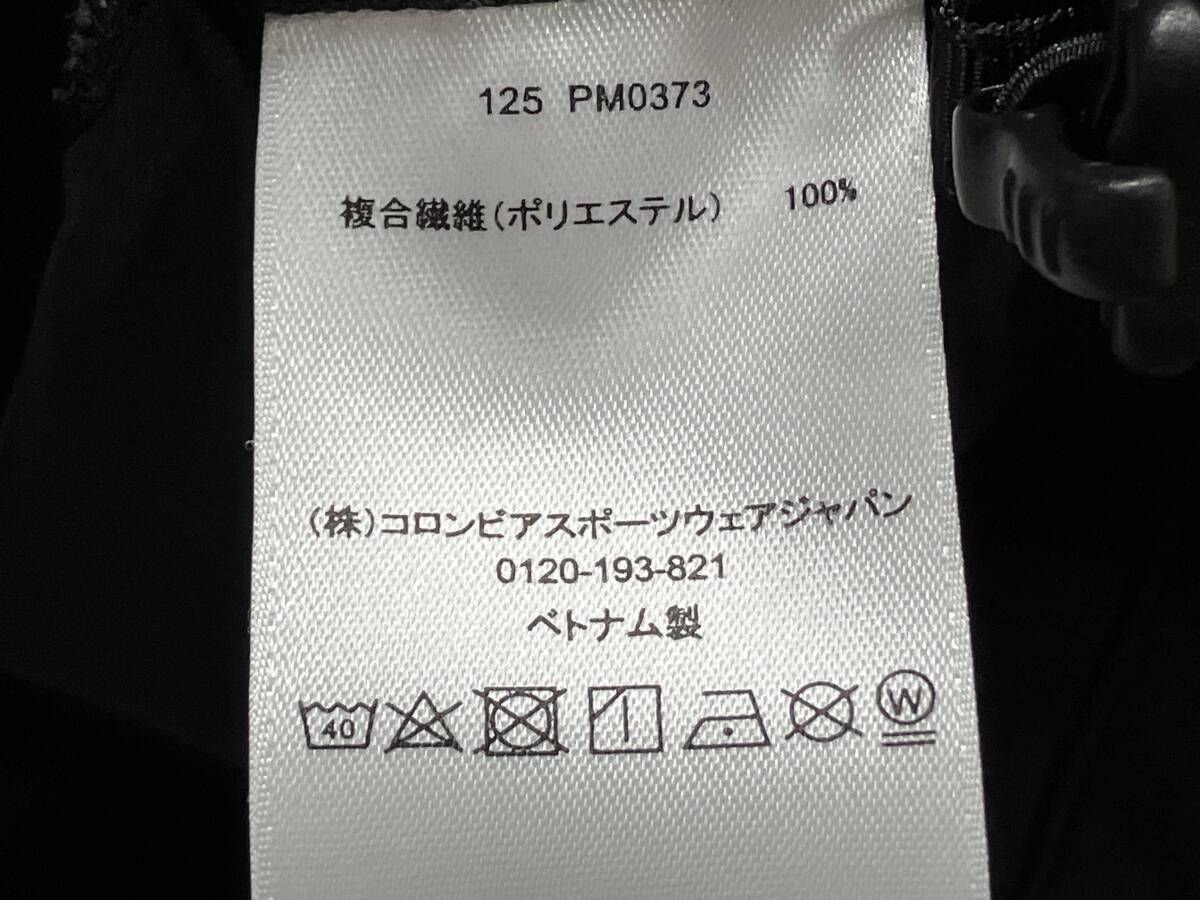 125 PM0373
複合繊維(ポリエステル) 100%
(株)コロンビアスポーツウェアジャパン
0120-193-821
ベトナム製
40
W